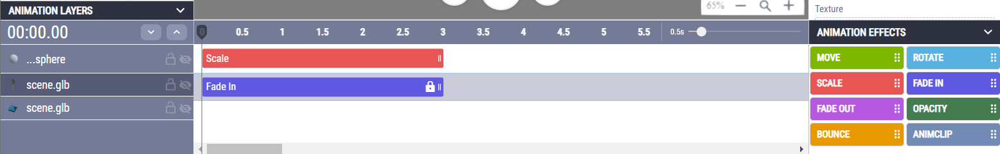 ANIMATION LAYERS
65%
Texture
00:00.00
0 0.5 1 1.5 2 2.5 3 3.5 4 4.5 5 5.5
0.5s
ANIMATION EFFECTS
...sphere
Scale
MOVE
ROTATE
scene.glb
Fade In
SCALE
FADE IN
scene.glb
FADE OUT
OPACITY
BOUNCE
ANIMCLIP